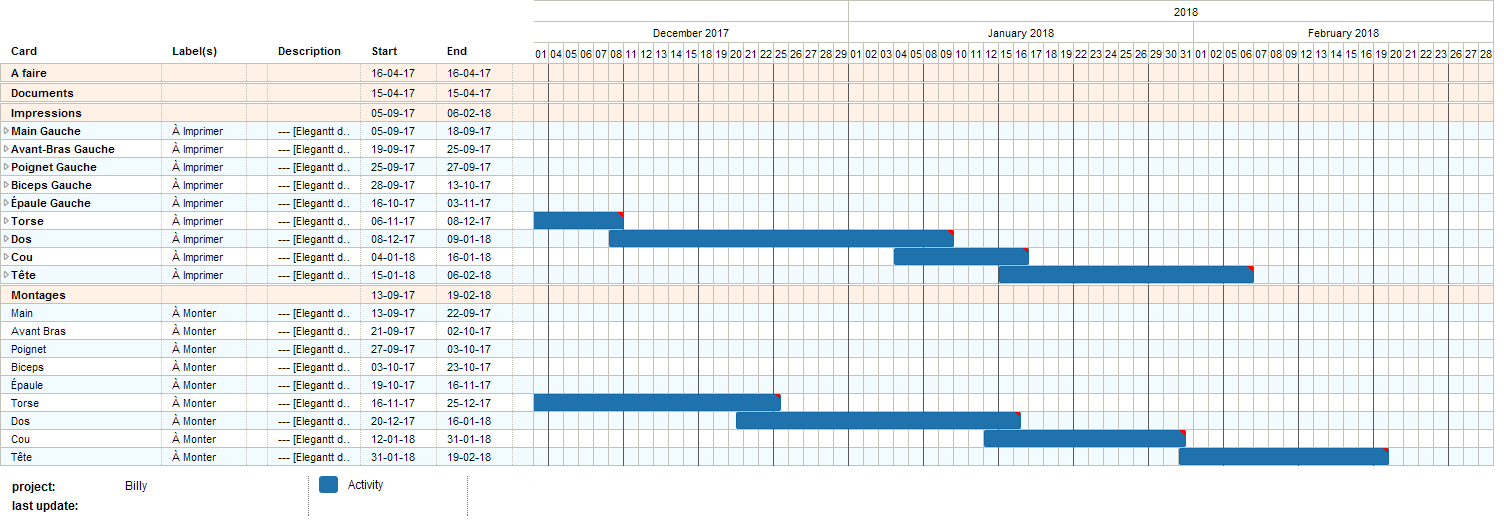 2018
December 2017 January 2018 February 2018
Card Label(s) Description Start End 01 04 05 06 07 08 11 12 13 14 15 18 19 20 21 22 25 26 27 28 29 01 02 03 04 05 08 09 10 11 12 15 16 17 18 19 22 23 24 25 26 29 30 31 01 02 05 06 07 08 09 12 13 14 15 16 19 20 21 22 23 26 27 28
A faire 16-04-17 16-04-17
Documents 15-04-17 15-04-17
Impressions 05-09-17 06-02-18
Main Gauche À Imprimer --- [Elegantt d.. 05-09-17 18-09-17
Avant-Bras Gauche À Imprimer --- [Elegantt d.. 19-09-17 25-09-17
Poignet Gauche À Imprimer --- [Elegantt d.. 25-09-17 27-09-17
Biceps Gauche À Imprimer --- [Elegantt d.. 28-09-17 13-10-17
Épaule Gauche À Imprimer --- [Elegantt d.. 16-10-17 03-11-17
Torse À Imprimer --- [Elegantt d.. 06-11-17 08-12-17
Dos À Imprimer --- [Elegantt d.. 08-12-17 09-01-18
Cou À Imprimer --- [Elegantt d.. 04-01-18 16-01-18
Tête À Imprimer --- [Elegantt d.. 15-01-18 06-02-18
Montages 13-09-17 19-02-18
Main À Monter --- [Elegantt d.. 13-09-17 22-09-17
Avant Bras À Monter --- [Elegantt d.. 21-09-17 02-10-17
Poignet À Monter --- [Elegantt d.. 27-09-17 03-10-17
Biceps À Monter --- [Elegantt d.. 03-10-17 23-10-17
Épaule À Monter --- [Elegantt d.. 19-10-17 16-11-17
Torse À Monter --- [Elegantt d.. 16-11-17 25-12-17
Dos À Monter --- [Elegantt d.. 20-12-17 16-01-18
Cou À Monter --- [Elegantt d.. 12-01-18 31-01-18
Tête À Monter --- [Elegantt d.. 31-01-18 19-02-18
project: Billy Activity
last update: